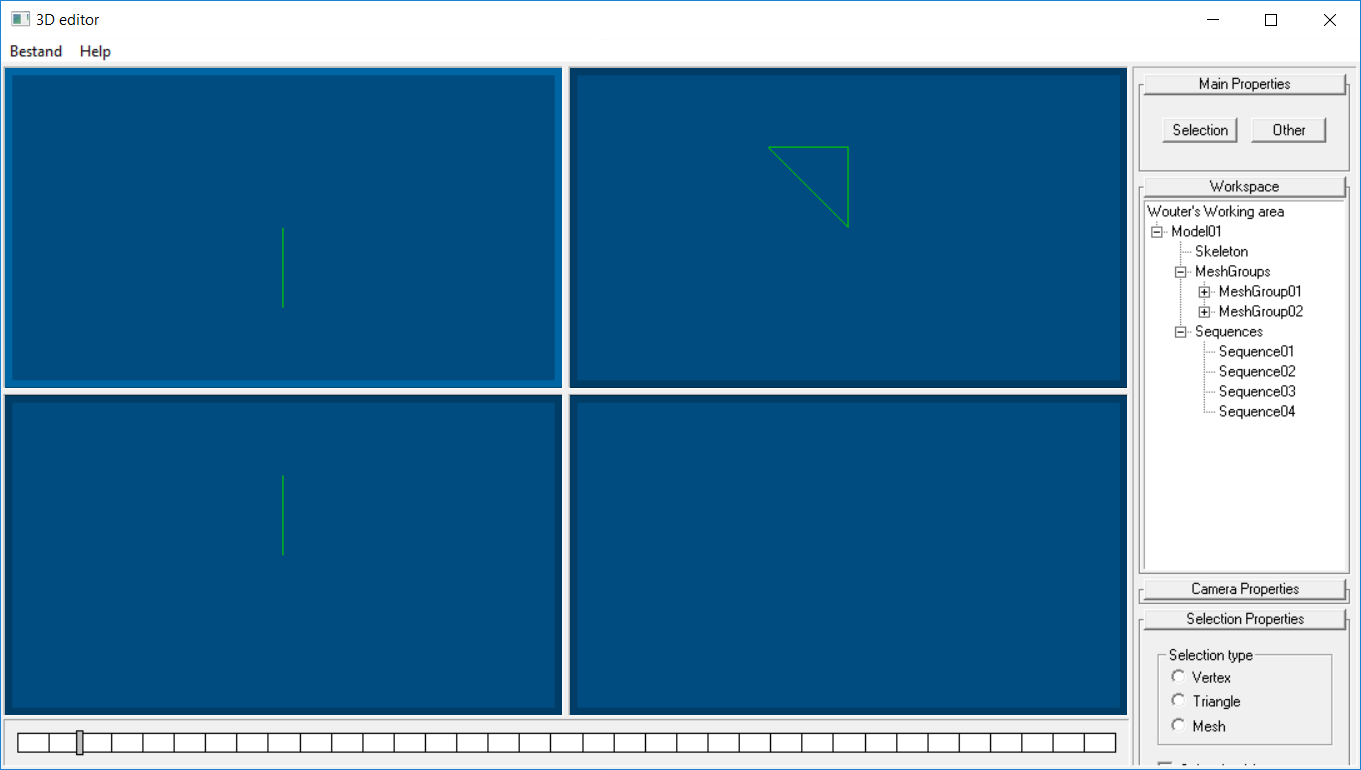 3D editor
Bestand Help
Main Properties
Selection Other
Workspace
Wouter's Working area
Model01
Skeleton
MeshGroups
MeshGroup01
MeshGroup02
Sequences
Sequence01
Sequence02
Sequence03
Sequence04
Camera Properties
Selection Properties
Selection type
Vertex
Triangle
Mesh